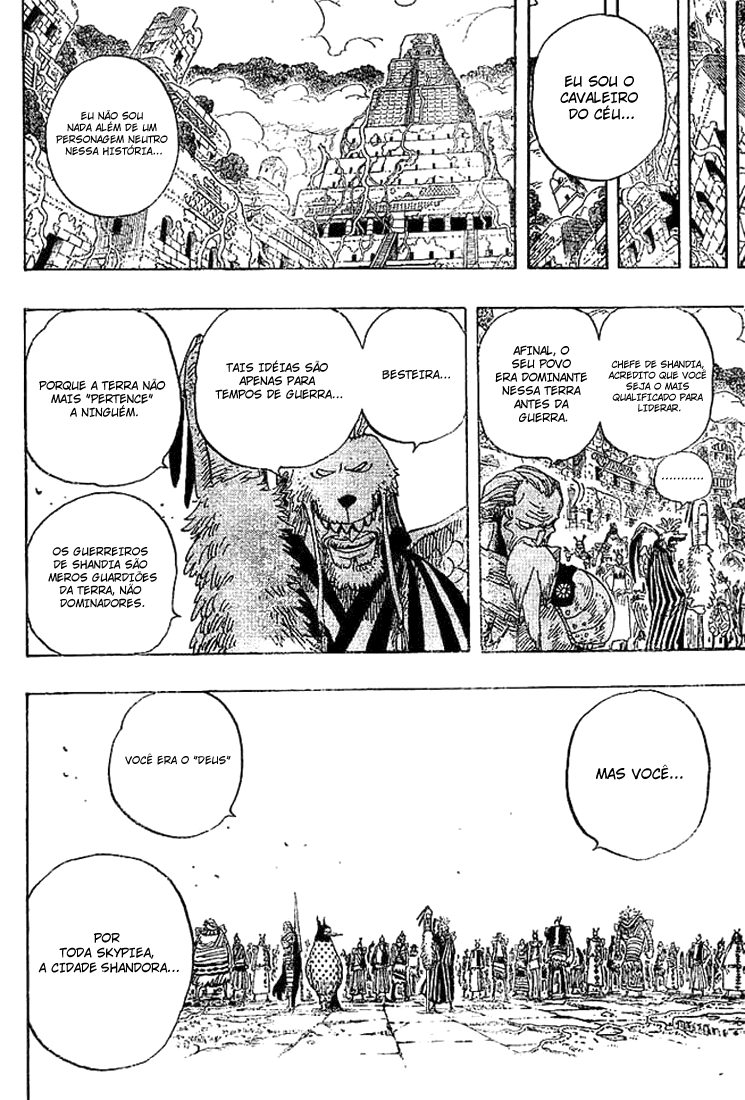 EU SOU O
CAVALEIRO
DO CÉU...
EU NÃO SOU
NADA ALÉM DE UM
PERSONAGEM NEUTRO
NESSA HISTÓRIA...
CHEFE DE SHANDIA,
ACREDITO QUE VOCÊ
SEJA O MAIS
QUALIFICADO PARA
LIDERAR.
AFINAL, O
SEU POVO
ERA DOMINANTE
NESSA TERRA
ANTES DA
GUERRA.
............
BESTEIRA...
TAIS IDÉIAS SÃO
APENAS PARA
TEMPOS DE GUERRA...
PORQUE A TERRA NÃO
MAIS "PERTENCE"
A NINGUÉM.
OS GUERREIROS
DE SHANDIA SÃO
MEROS GUARDIÕES
DA TERRA, NÃO
DOMINADORES.
MAS VOCÊ...
VOCÊ ERA O "DEUS"
POR
TODA SKYPIEA,
A CIDADE SHANDORA...